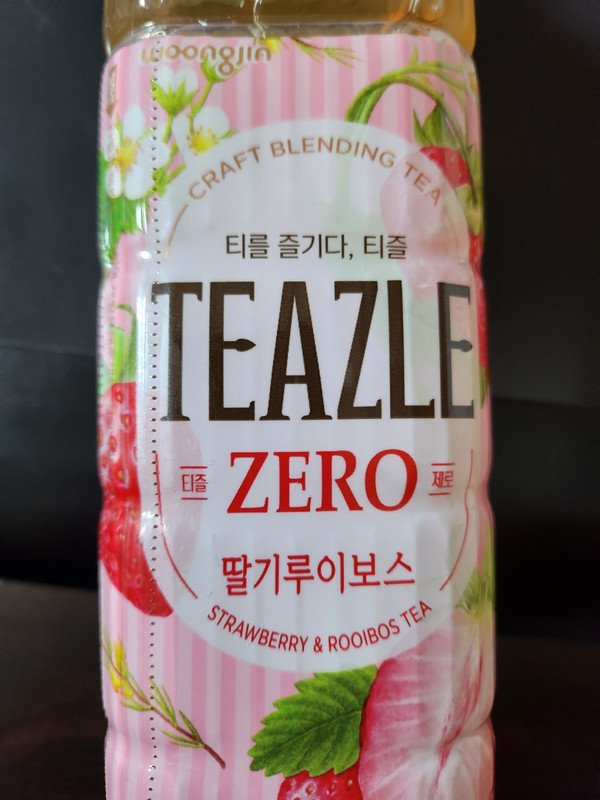 woongjin
CRAFT BLENDING TEA
티를 즐기다, 티즐
TEAZLE
티즐 ZERO 제로
딸기루이보스
STRAWBERRY & ROOIBOS TEA